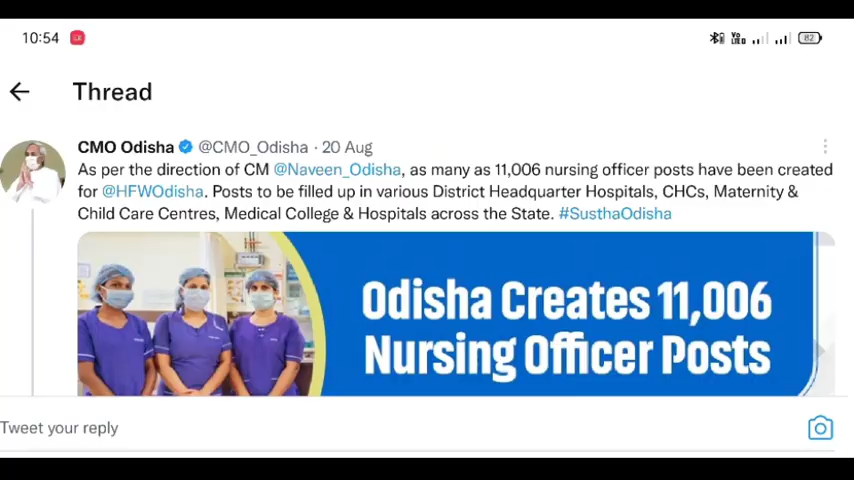 10:54
82
Thread
CMO Odisha @CMO_Odisha · 20 Aug
As per the direction of CM @Naveen_Odisha, as many as 11,006 nursing officer posts have been created
for @HFWOdisha. Posts to be filled up in various District Headquarter Hospitals, CHCs, Maternity &
Child Care Centres, Medical College & Hospitals across the State. #SusthaOdisha
Odisha Creates 11,006
Nursing Officer Posts
Tweet your reply